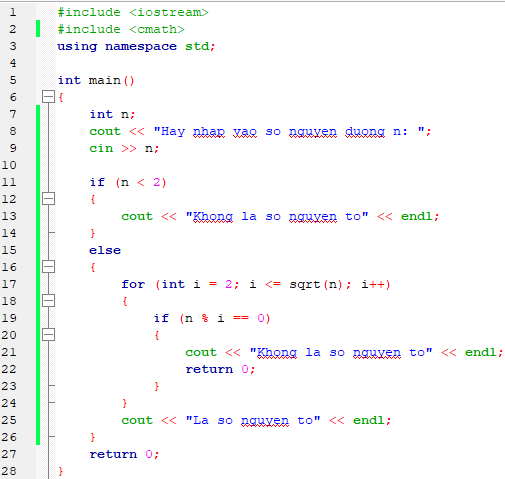 1 #include <iostream>
2 #include <cmath>
3 using namespace std;
4
5 int main()
6 {
7 int n;
8 cout << "Hay nhap vao so nguyen duong n: ";
9 cin >> n;
10
11 if (n < 2)
12 {
13 cout << "Khong la so nguyen to" << endl;
14 }
15 else
16 {
17 for (int i = 2; i <= sqrt(n); i++)
18 {
19 if (n % i == 0)
20 {
21 cout << "Khong la so nguyen to" << endl;
22 return 0;
23 }
24 }
25 cout << "La so nguyen to" << endl;
26 }
27 return 0;
28 }